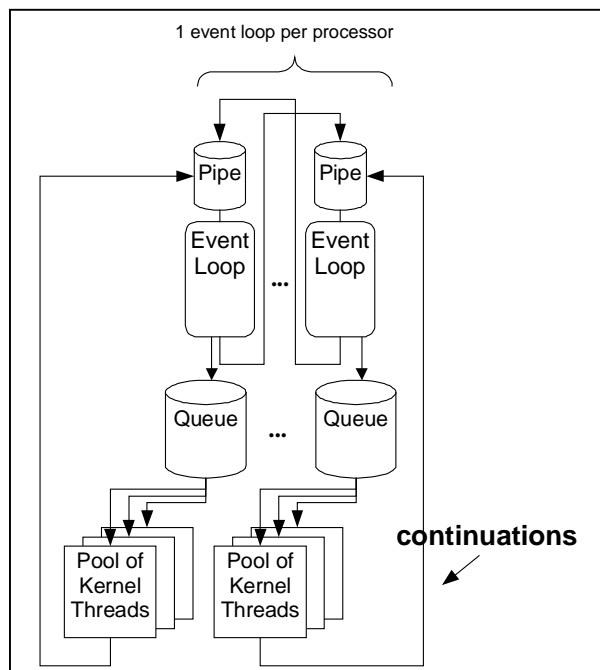 1 event loop per processor
Pipe
Pipe
Event
Loop
Event
Loop
...
Queue
...
Queue
continuations
Pool of
Kernel
Threads
Pool of
Kernel
Threads